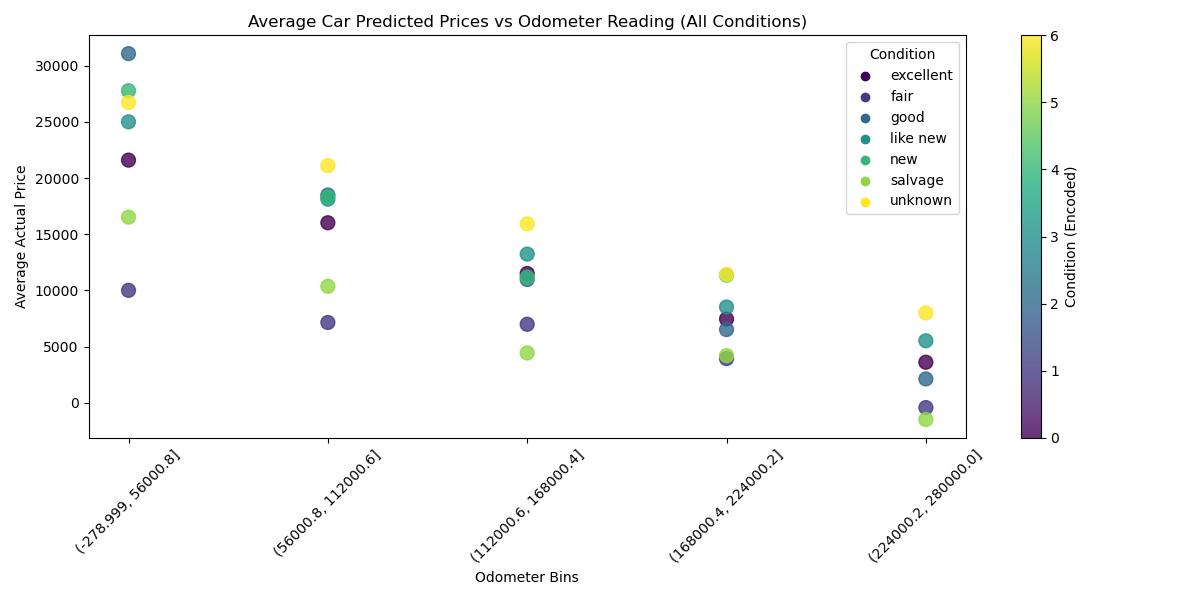 Average Car Predicted Prices vs Odometer Reading (All Conditions)
Average Actual Price
30000
25000
20000
15000
10000
5000
0
Condition
excellent
fair
good
like new
new
salvage
unknown
6
5
4
3
2
1
0
Condition (Encoded)
(-278.999, 56000.8]
(56000.8, 112000.6]
(112000.6, 168000.4]
(168000.4, 224000.2]
(224000.2, 280000.0]
Odometer Bins